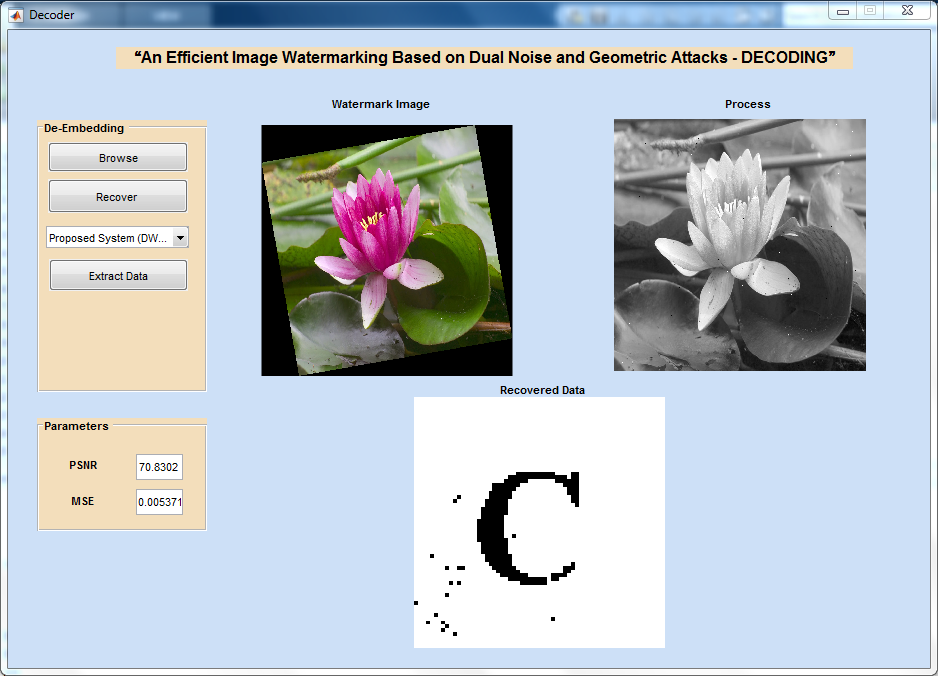 Decoder
“An Efficient Image Watermarking Based on Dual Noise and Geometric Attacks - DECODING”
Watermark Image
Process
De-Embedding
Browse
Recover
Proposed System (DW...
Extract Data
Recovered Data
C
Parameters
PSNR 70.8302
MSE 0.005371